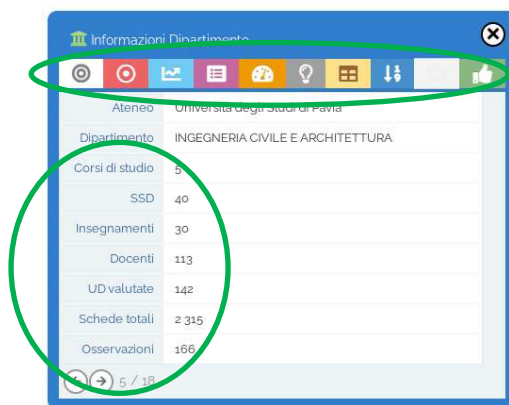 Informazioni Dipartimento
Ateneo Università degli Studi di Pavia
Dipartimento INGEGNERIA CIVILE E ARCHITETTURA
Corsi di studio 5
SSD 40
Insegnamenti 30
Docenti 113
UD valutate 142
Schede totali 2 315
Osservazioni 166
5 / 18